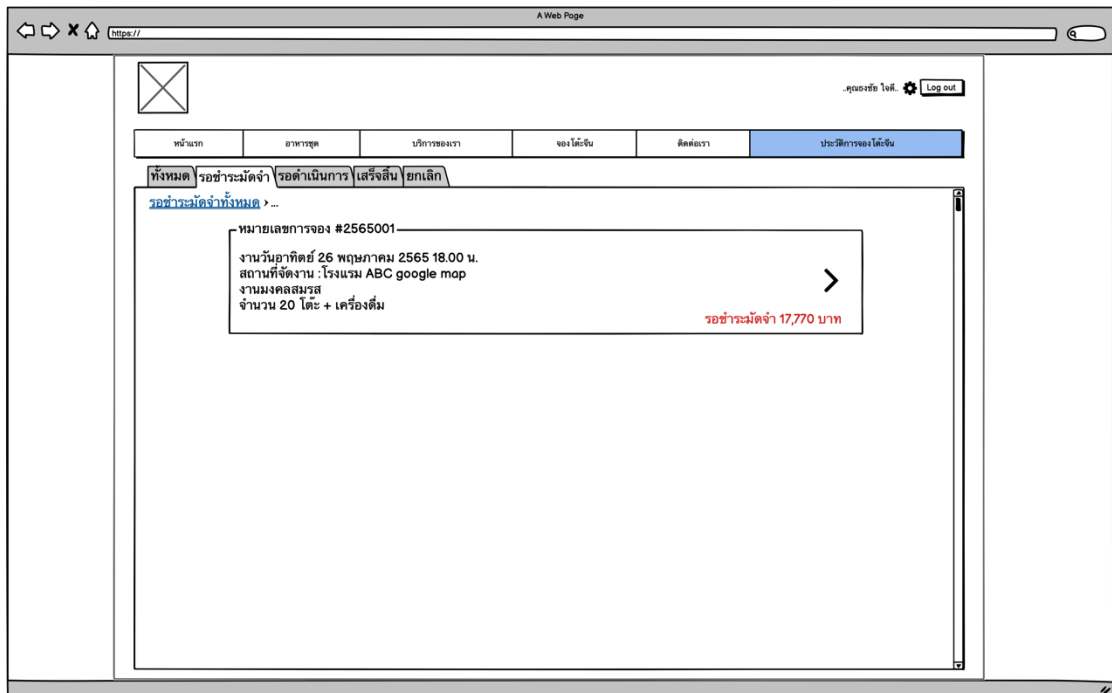 A Web Page
https://
..คุณธงชัย ใจดี.. Log out
หน้าแรก อาหารชุด บริการของเรา จองโต๊ะจีน ติดต่อเรา ประวัติการจองโต๊ะจีน
ทั้งหมด รอชำระมัดจำ รอดำเนินการ เสร็จสิ้น ยกเลิก
รอชำระมัดจำทั้งหมด > ...
หมายเลขการจอง #2565001
งานวันอาทิตย์ 26 พฤษภาคม 2565 18.00 น.
สถานที่จัดงาน : โรงแรม ABC google map
งานมงคลสมรส
จำนวน 20 โต๊ะ + เครื่องดื่ม
รอชำระมัดจำ 17,770 บาท